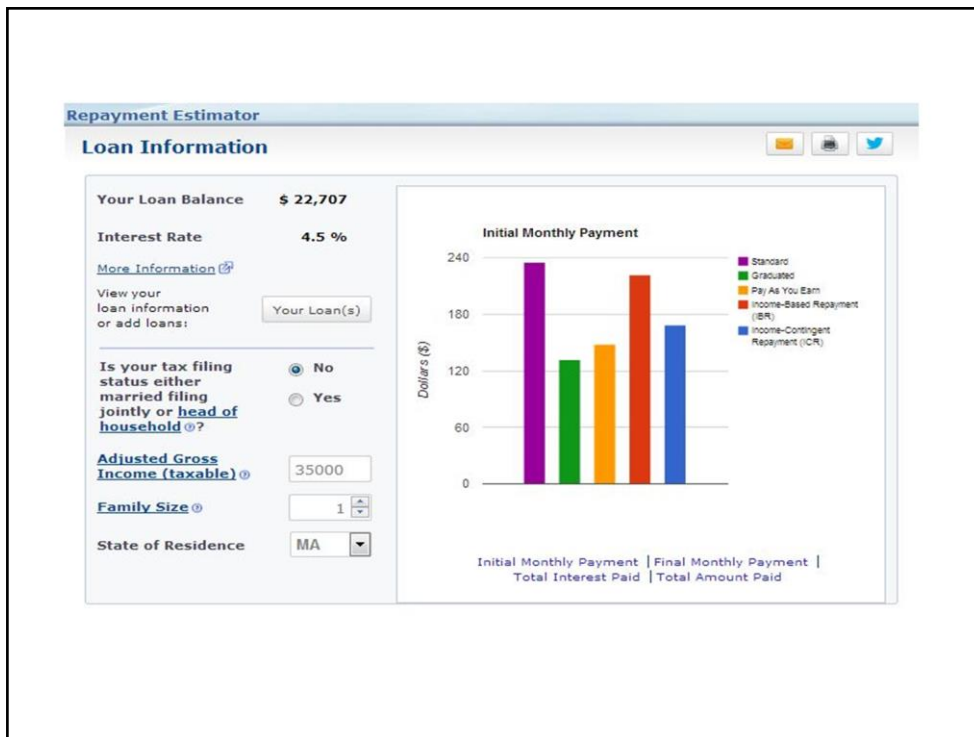 Repayment Estimator
Loan Information
Your Loan Balance $ 22,707
Interest Rate 4.5 %
More Information
View your
loan information
or add loans:
Your Loan(s)
Is your tax filing
status either
married filing
jointly or head of
household ?
No
Yes
Adjusted Gross
Income (taxable)
35000
Family Size
1
State of Residence
MA
Initial Monthly Payment
240
180
120
60
0
Dollars ($)
Standard
Graduated
Pay As You Earn
Income-Based Repayment
(IBR)
Income-Contingent
Repayment (ICR)
Initial Monthly Payment | Final Monthly Payment |
Total Interest Paid | Total Amount Paid